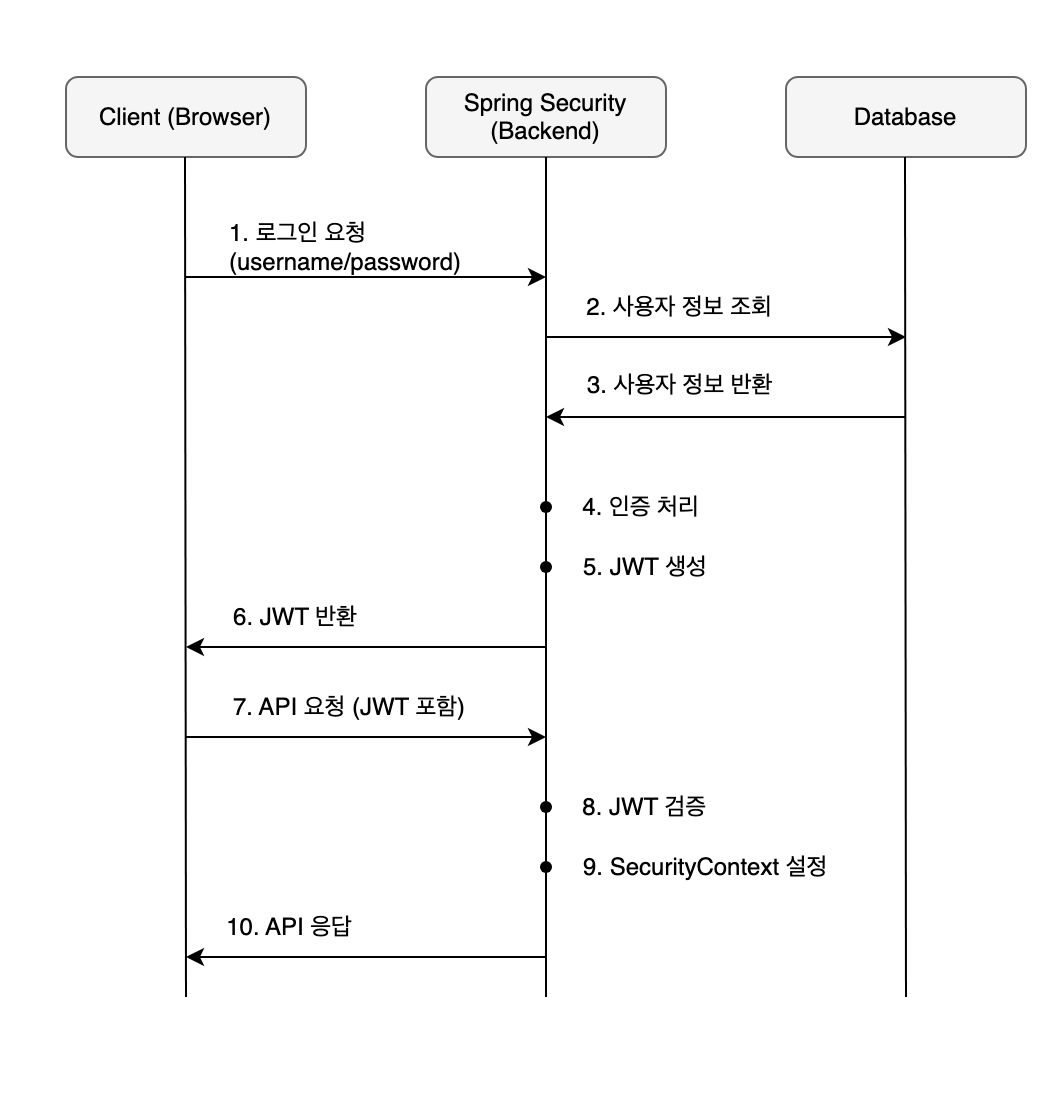 Client (Browser)
Spring Security
(Backend)
Database
1. 로그인 요청
(username/password)
2. 사용자 정보 조회
3. 사용자 정보 반환
4. 인증 처리
5. JWT 생성
6. JWT 반환
7. API 요청 (JWT 포함)
8. JWT 검증
9. SecurityContext 설정
10. API 응답